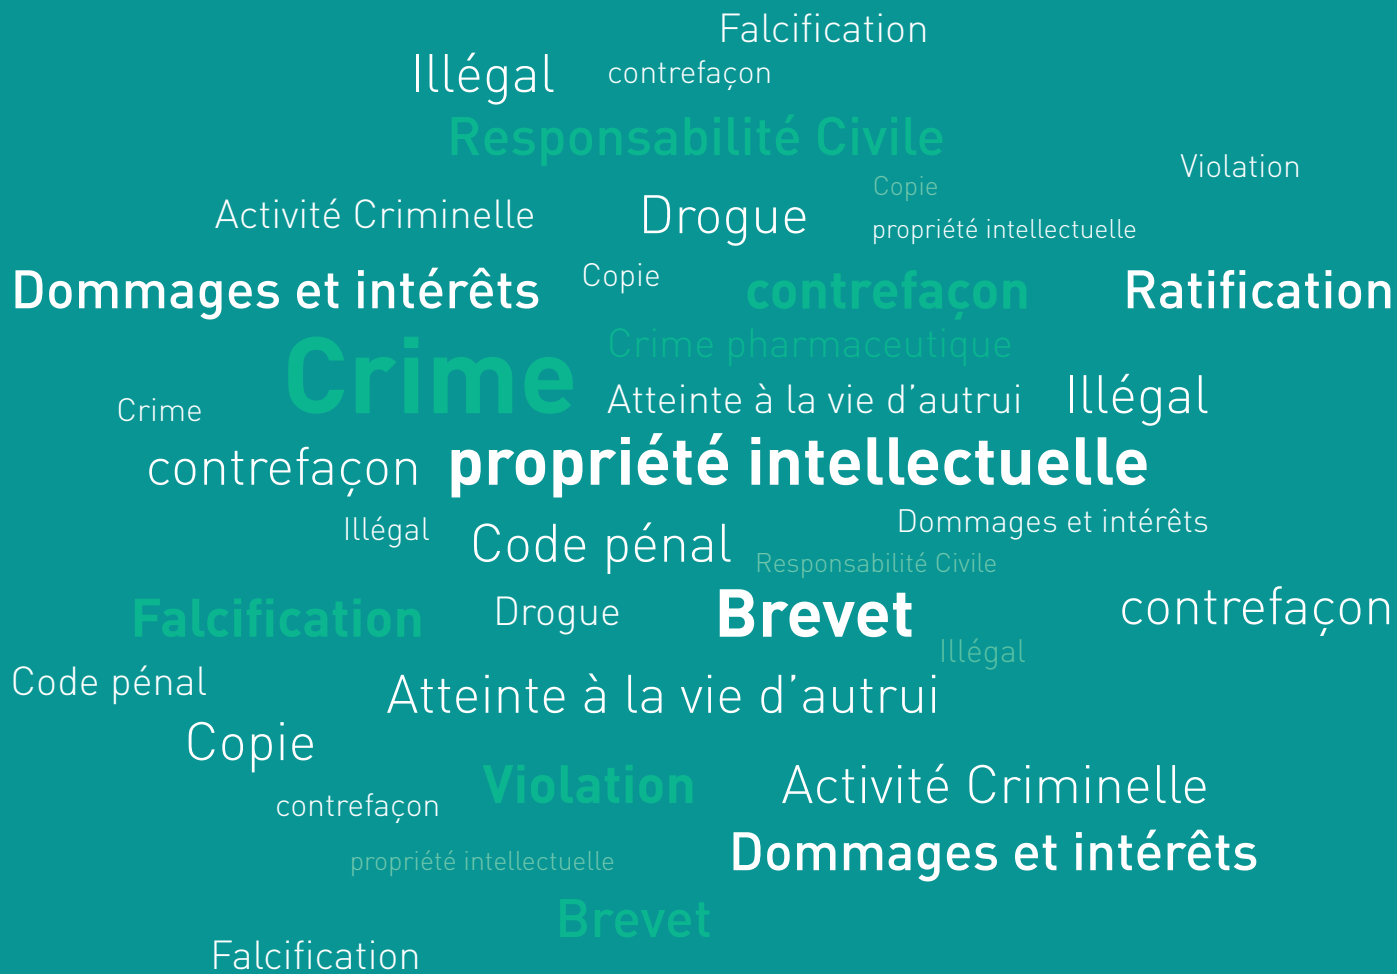 Falcification
Illégal
contrefaçon
Responsabilité Civile
Violation
Copie
Activité Criminelle
Drogue
propriété intellectuelle
Dommages et intérêts
Copie
contrefaçon
Ratification
Crime
Crime pharmaceutique
Crime
Atteinte à la vie d’autrui
Illégal
contrefaçon
propriété intellectuelle
Illégal
Code pénal
Dommages et intérêts
Responsabilité Civile
Falcification
Drogue
Brevet
contrefaçon
Illégal
Code pénal
Atteinte à la vie d’autrui
Copie
Violation
Activité Criminelle
contrefaçon
propriété intellectuelle
Dommages et intérêts
Brevet
Falcification